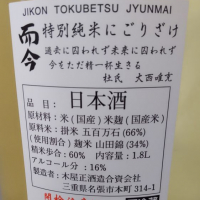 JIKON TOKUBETSU JYUNMAI
而今 特別純米にごりざけ
過去に囚われず未来に囚われず
今をただ精一杯生きる
杜氏 大西唯克
品目：日本酒
原材料：米(国産)米麹(国産米)
原料米：掛米 五百万石(66%)
(使用割合)麹米 山田錦(34%)
精米歩合：60% 内容量：1.8L
アルコール分：16%
製造者：木屋正酒造合資会社
三重県名張市本町 314-1